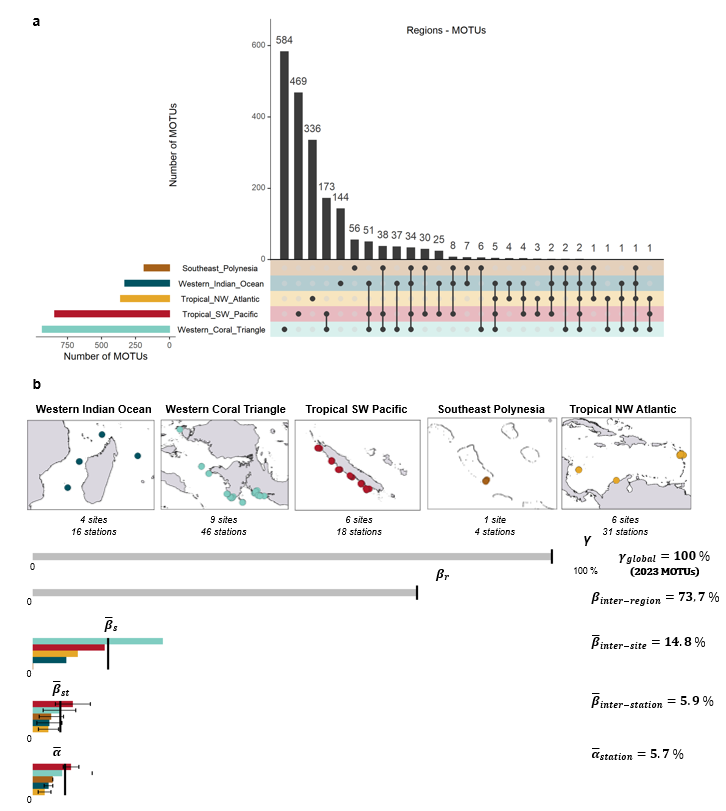 a
Regions - MOTUs
Number of MOTUs
600
400
200
0
584
469
336
173
144
56
51
38
37
34
30
25
8
7
6
5
4
4
3
2
2
2
1
1
1
1
1
Southeast_Polynesia
Western_Indian_Ocean
Tropical_NW_Atlantic
Tropical_SW_Pacific
Western_Coral_Triangle
750
500
250
0
Number of MOTUs
b
Western Indian Ocean
Western Coral Triangle
Tropical SW Pacific
Southeast Polynesia
Tropical NW Atlantic
4 sites
16 stations
9 sites
46 stations
6 sites
18 stations
1 site
4 stations
6 sites
31 stations
γ
γglobal = 100 %
(2023 MOTUs)
0
100 %
βr
βinter−region = 73,7 %
0
β̅s
β̅inter−site = 14.8 %
0
β̅st
β̅inter−station = 5.9 %
0
α̅
α̅station = 5.7 %
0